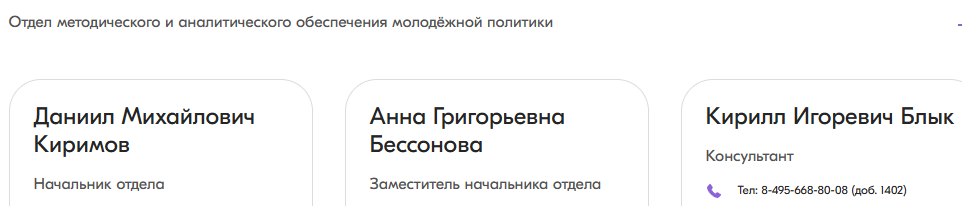 Отдел методического и аналитического обеспечения молодёжной политики
Даниил Михайлович
Киримов
Начальник отдела
Анна Григорьевна
Бессонова
Заместитель начальника отдела
Кирилл Игоревич Блык
Консультант
Тел: 8-495-668-80-08 (доб. 1402)